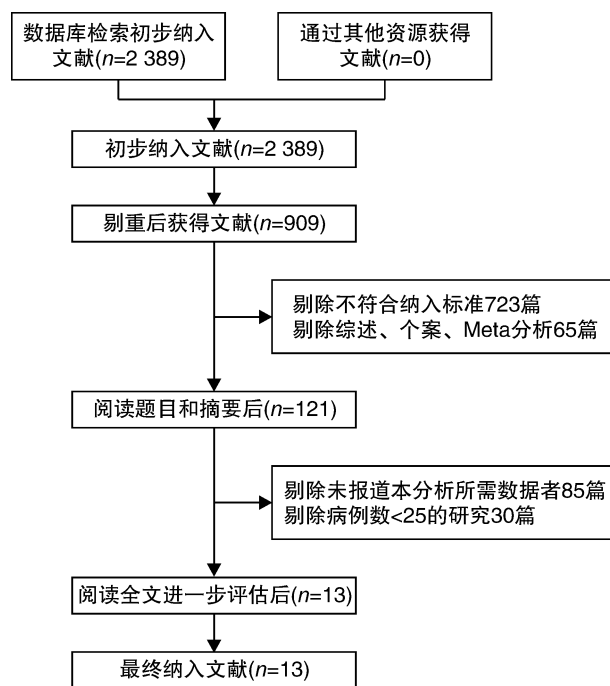 数据库检索初步纳入
文献(n=2 389)
通过其他资源获得
文献(n=0)
初步纳入文献(n=2 389)
剔重后获得文献(n=909)
剔除不符合纳入标准723篇
剔除综述、个案、Meta分析65篇
阅读题目和摘要后(n=121)
剔除未报道本分析所需数据者85篇
剔除病例数<25的研究30篇
阅读全文进一步评估后(n=13)
最终纳入文献(n=13)